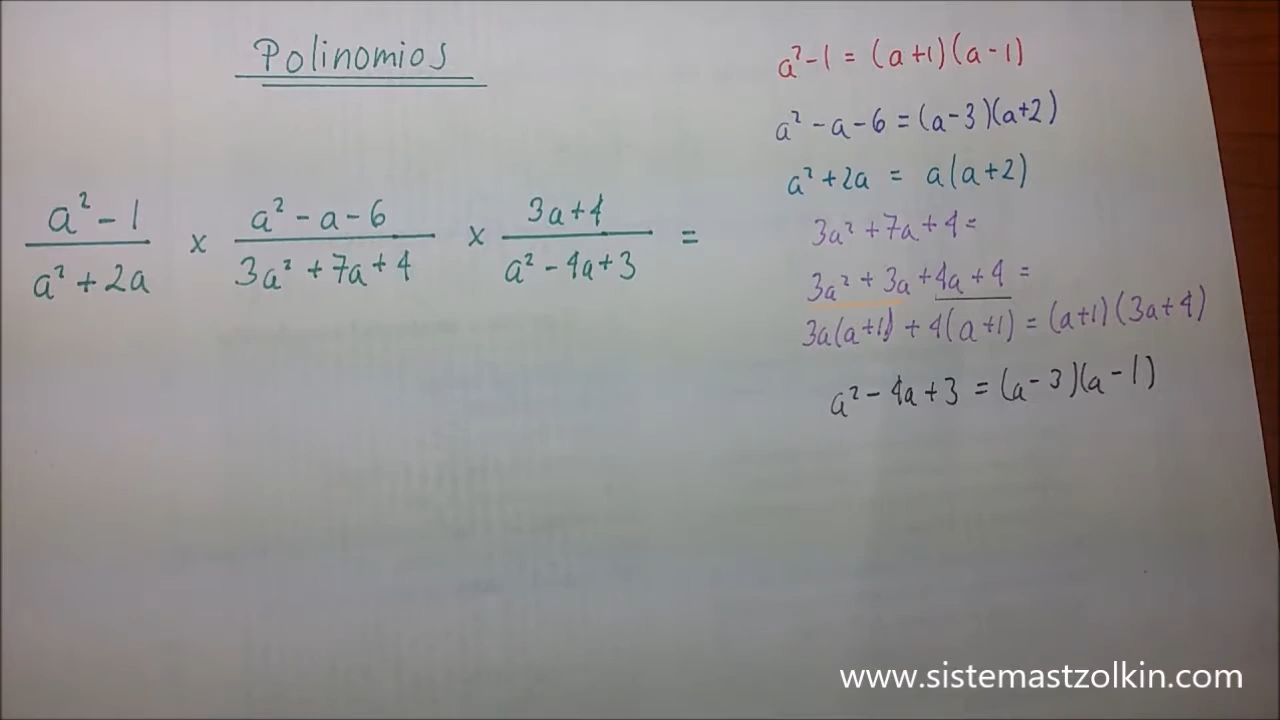 Polinomios
a² - 1 / a² + 2a × a² - a - 6 / 3a² + 7a + 4 × 3a + 4 / a² - 4a + 3 =
a² - 1 = (a + 1)(a - 1)
a² - a - 6 = (a - 3)(a + 2)
a² + 2a = a(a + 2)
3a² + 7a + 4 =
3a² + 3a + 4a + 4 =
3a(a + 1) + 4(a + 1) = (a + 1)(3a + 4)
a² - 4a + 3 = (a - 3)(a - 1)
www.sistemastzolkin.com